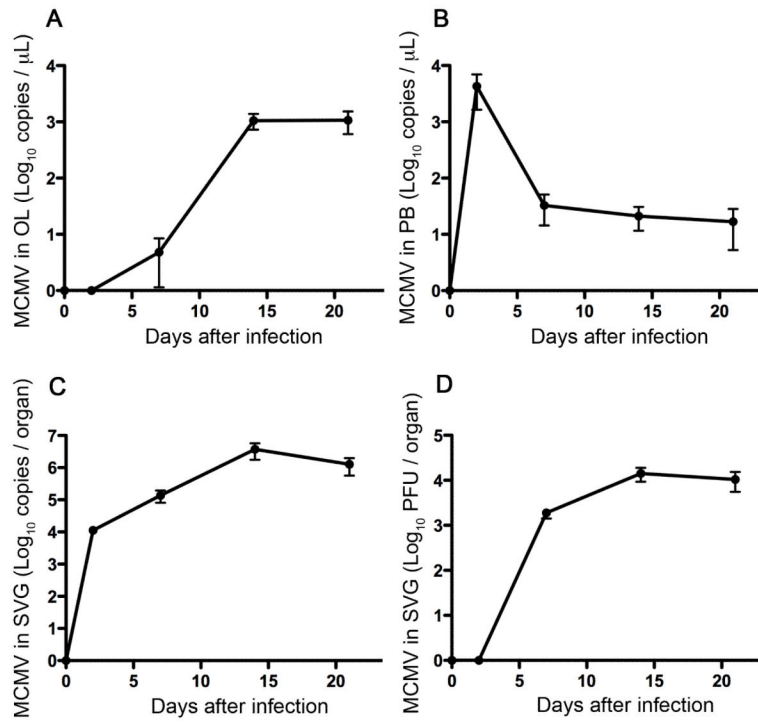 A
MCMV in OL (Log₁₀ copies / μL)
4
3
2
1
0
0 5 10 15 20
Days after infection
B
MCMV in PB (Log₁₀ copies / μL)
4
3
2
1
0
0 5 10 15 20
Days after infection
C
MCMV in SVG (Log₁₀ copies / organ)
7
6
5
4
3
2
1
0
0 5 10 15 20
Days after infection
D
MCMV in SVG (Log₁₀ PFU / organ)
5
4
3
2
1
0
0 5 10 15 20
Days after infection